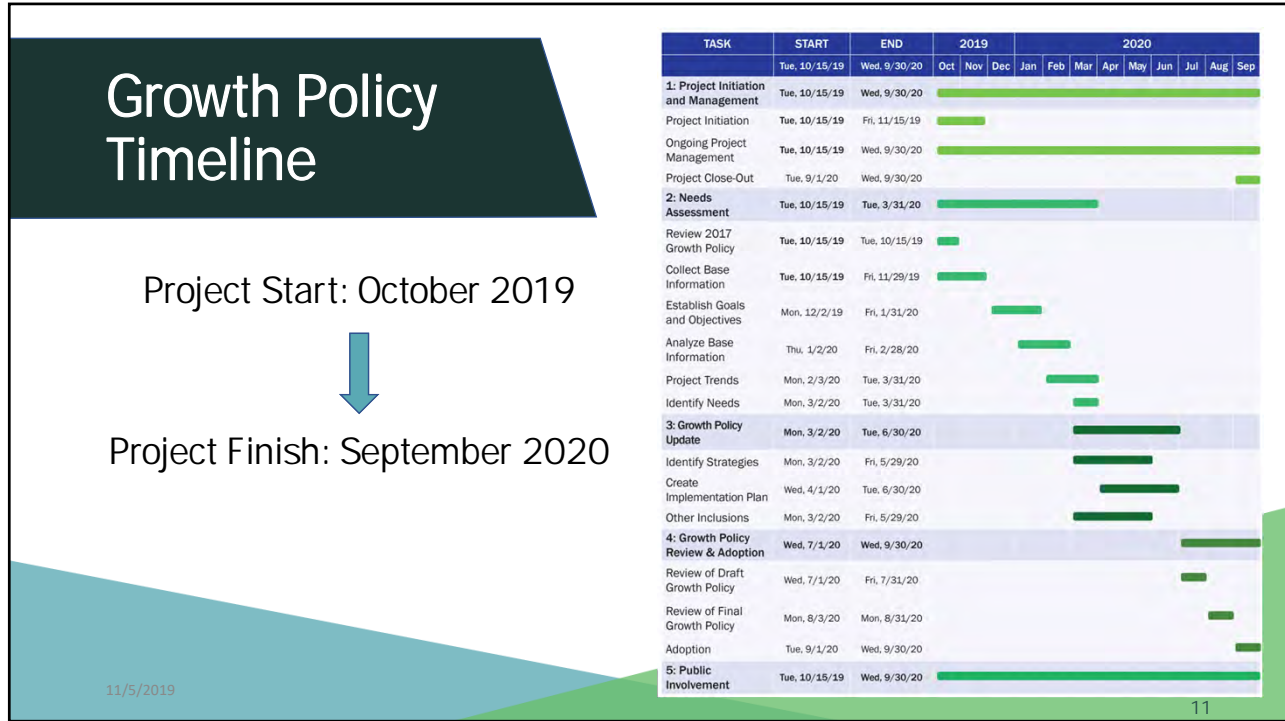 Growth Policy
Timeline
Project Start: October 2019
Project Finish: September 2020
11/5/2019
TASK START END 2019 2020
Tue, 10/15/19 Wed, 9/30/20 Oct Nov Dec Jan Feb Mar Apr May Jun Jul Aug Sep
1: Project Initiation
and Management Tue, 10/15/19 Wed, 9/30/20
Project Initiation Tue, 10/15/19 Fri, 11/15/19
Ongoing Project
Management Tue, 10/15/19 Wed, 9/30/20
Project Close-Out Tue, 9/1/20 Wed, 9/30/20
2: Needs
Assessment Tue, 10/15/19 Tue, 3/31/20
Review 2017
Growth Policy Tue, 10/15/19 Tue, 10/15/19
Collect Base
Information Tue, 10/15/19 Fri, 11/29/19
Establish Goals
and Objectives Mon, 12/2/19 Fri, 1/31/20
Analyze Base
Information Thu, 1/2/20 Fri, 2/28/20
Project Trends Mon, 2/3/20 Tue, 3/31/20
Identify Needs Mon, 3/2/20 Tue, 3/31/20
3: Growth Policy
Update Mon, 3/2/20 Tue, 6/30/20
Identify Strategies Mon, 3/2/20 Fri, 5/29/20
Create
Implementation Plan Wed, 4/1/20 Tue, 6/30/20
Other Inclusions Mon, 3/2/20 Fri, 5/29/20
4: Growth Policy
Review & Adoption Wed, 7/1/20 Wed, 9/30/20
Review of Draft
Growth Policy Wed, 7/1/20 Fri, 7/31/20
Review of Final
Growth Policy Mon, 8/3/20 Mon, 8/31/20
Adoption Tue, 9/1/20 Wed, 9/30/20
5: Public
Involvement Tue, 10/15/19 Wed, 9/30/20
11